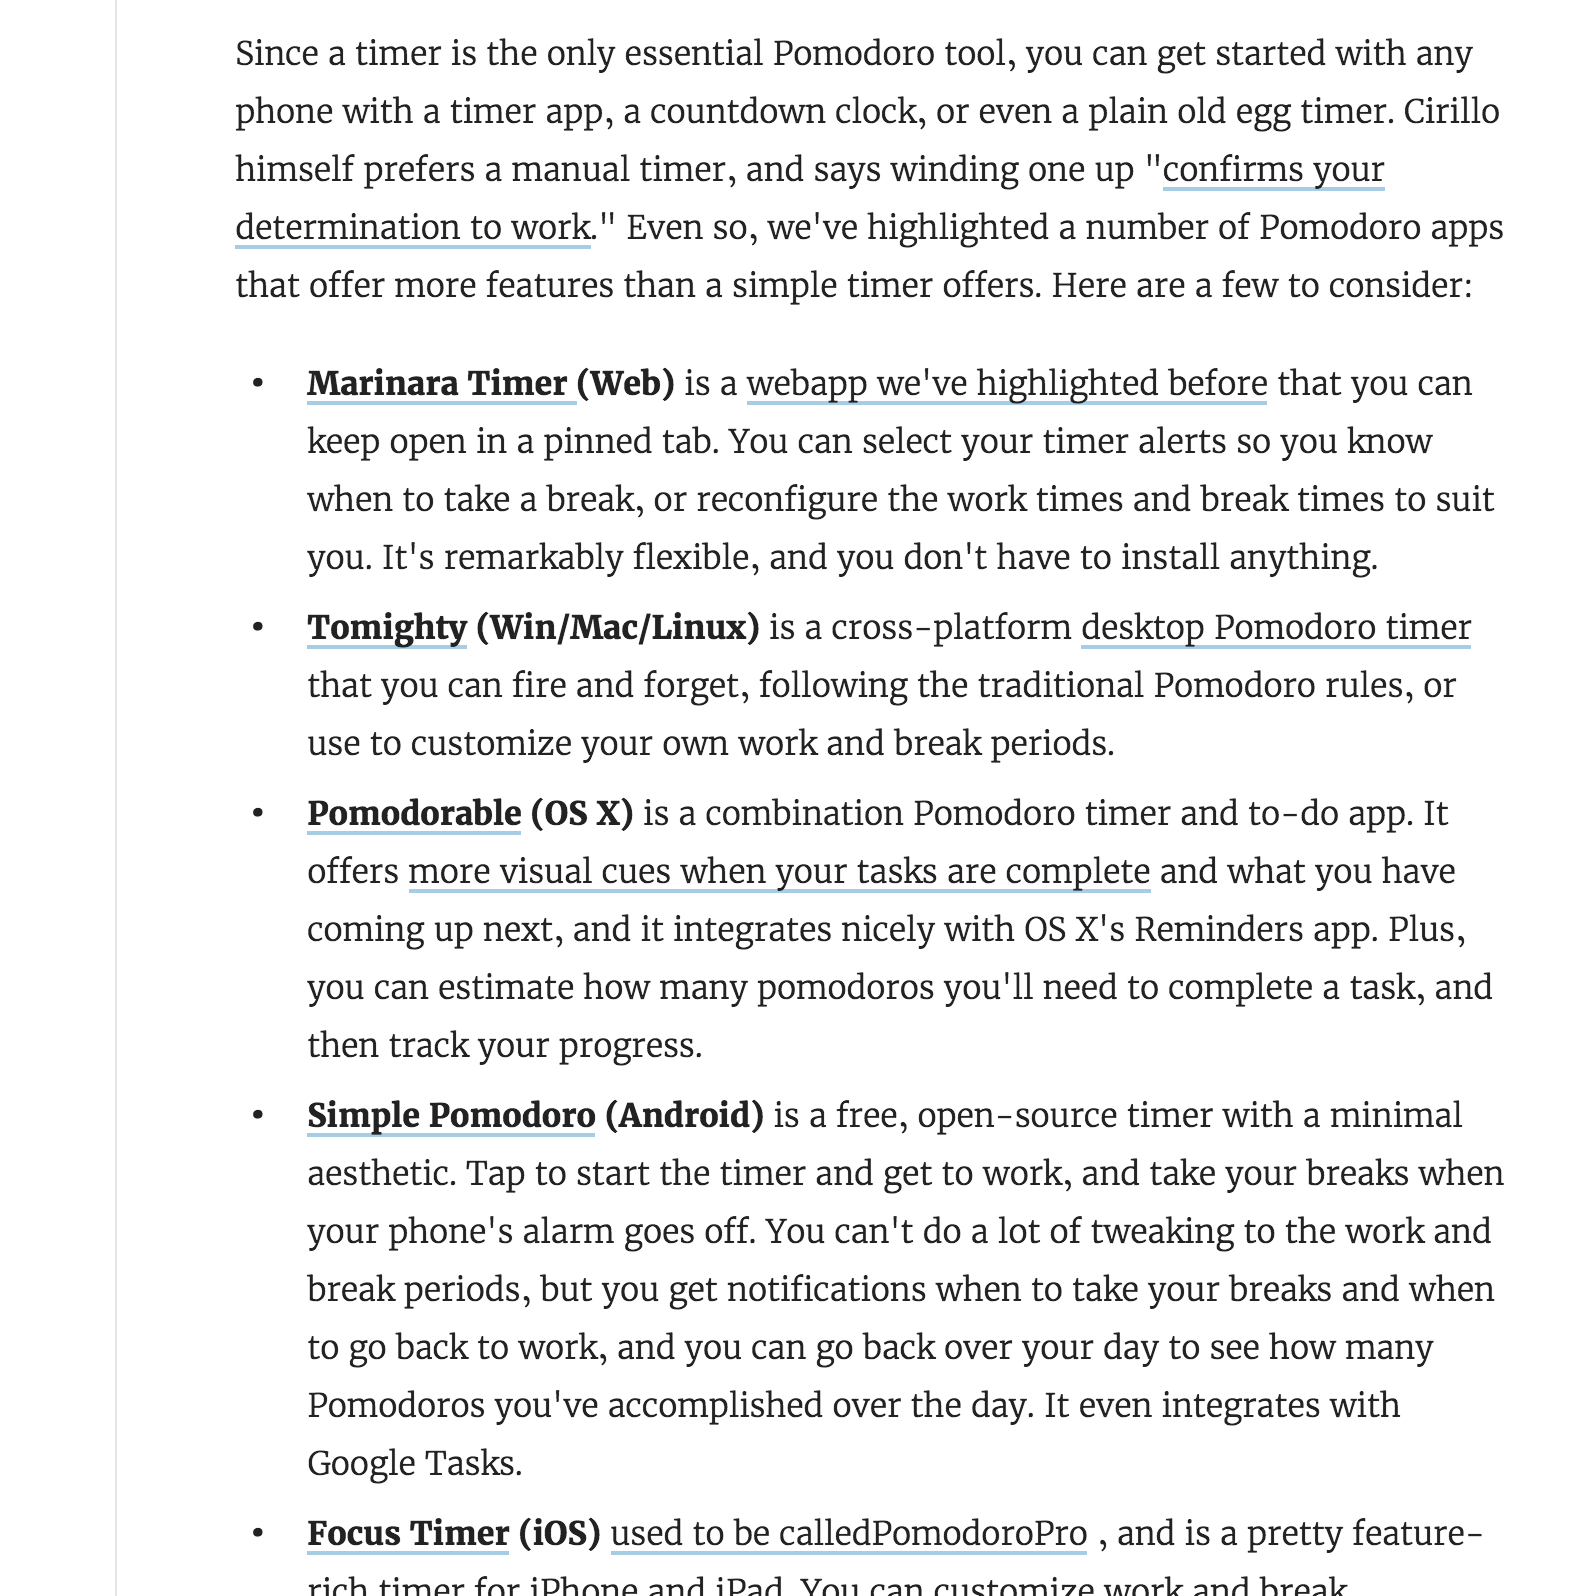 Since a timer is the only essential Pomodoro tool, you can get started with any
phone with a timer app, a countdown clock, or even a plain old egg timer. Cirillo
himself prefers a manual timer, and says winding one up "confirms your
determination to work." Even so, we've highlighted a number of Pomodoro apps
that offer more features than a simple timer offers. Here are a few to consider:
• Marinara Timer (Web) is a webapp we've highlighted before that you can
keep open in a pinned tab. You can select your timer alerts so you know
when to take a break, or reconfigure the work times and break times to suit
you. It's remarkably flexible, and you don't have to install anything.
• Tomighty (Win/Mac/Linux) is a cross-platform desktop Pomodoro timer
that you can fire and forget, following the traditional Pomodoro rules, or
use to customize your own work and break periods.
• Pomodorable (OS X) is a combination Pomodoro timer and to-do app. It
offers more visual cues when your tasks are complete and what you have
coming up next, and it integrates nicely with OS X's Reminders app. Plus,
you can estimate how many pomodoros you'll need to complete a task, and
then track your progress.
• Simple Pomodoro (Android) is a free, open-source timer with a minimal
aesthetic. Tap to start the timer and get to work, and take your breaks when
your phone's alarm goes off. You can't do a lot of tweaking to the work and
break periods, but you get notifications when to take your breaks and when
to go back to work, and you can go back over your day to see how many
Pomodoros you've accomplished over the day. It even integrates with
Google Tasks.
• Focus Timer (iOS) used to be calledPomodoroPro , and is a pretty feature-
rich timer for iPhone and iPad. You can customize work and break